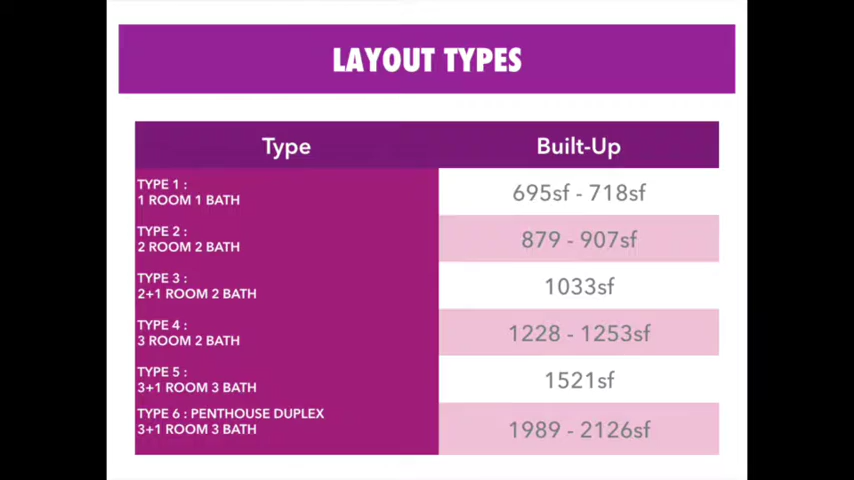 LAYOUT TYPES
Type
Built-Up
TYPE 1 :
1 ROOM 1 BATH
695sf - 718sf
TYPE 2 :
2 ROOM 2 BATH
879 - 907sf
TYPE 3 :
2+1 ROOM 2 BATH
1033sf
TYPE 4 :
3 ROOM 2 BATH
1228 - 1253sf
TYPE 5 :
3+1 ROOM 3 BATH
1521sf
TYPE 6 : PENTHOUSE DUPLEX
3+1 ROOM 3 BATH
1989 - 2126sf